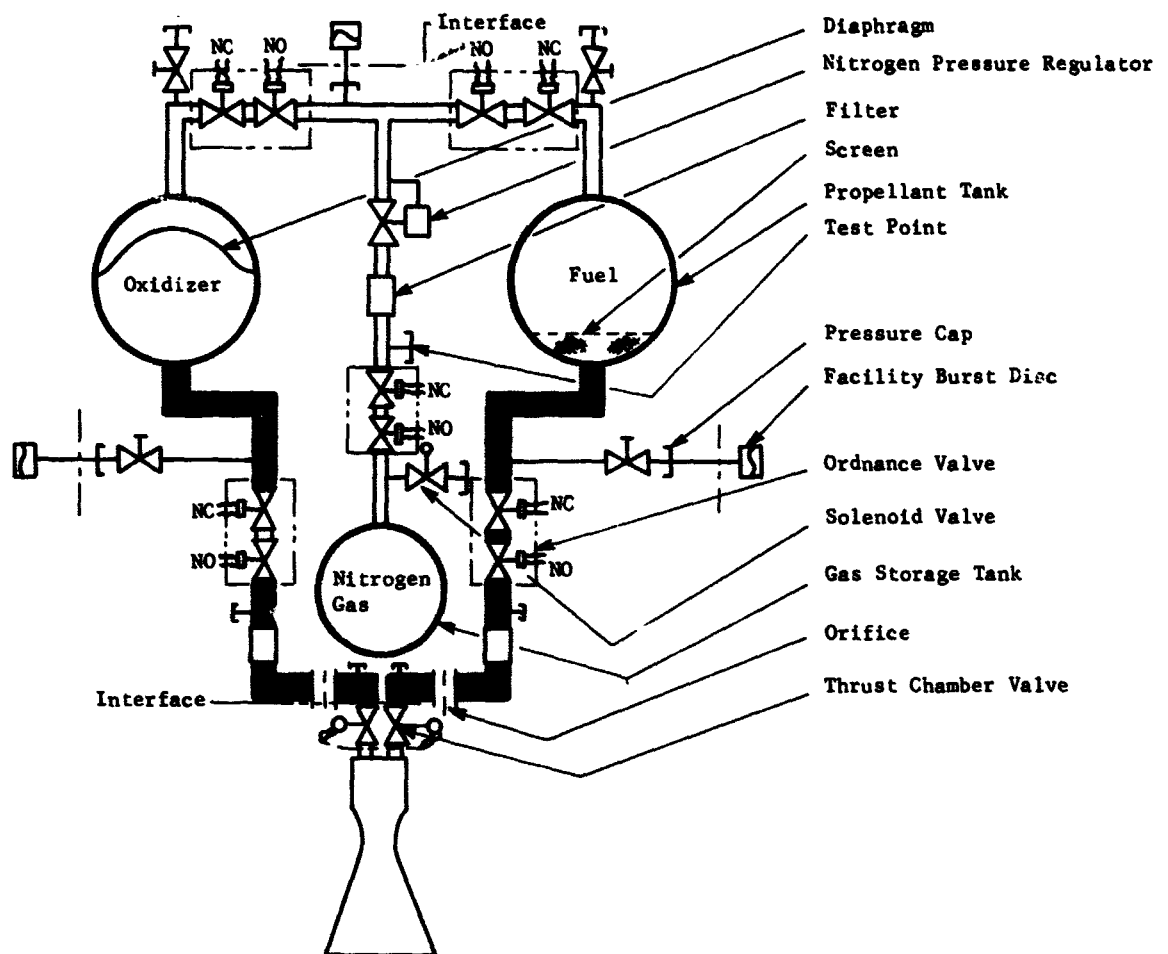 Interface
Diaphragm
NC
NO
NO
NC
Nitrogen Pressure Regulator
Filter
Screen
Propellant Tank
Test Point
Oxidizer
Fuel
Pressure Cap
Facility Burst Disc
NC
NO
Ordnance Valve
NC
NC
Solenoid Valve
NO
NO
Nitrogen
Gas
Gas Storage Tank
Orifice
Interface
Thrust Chamber Valve